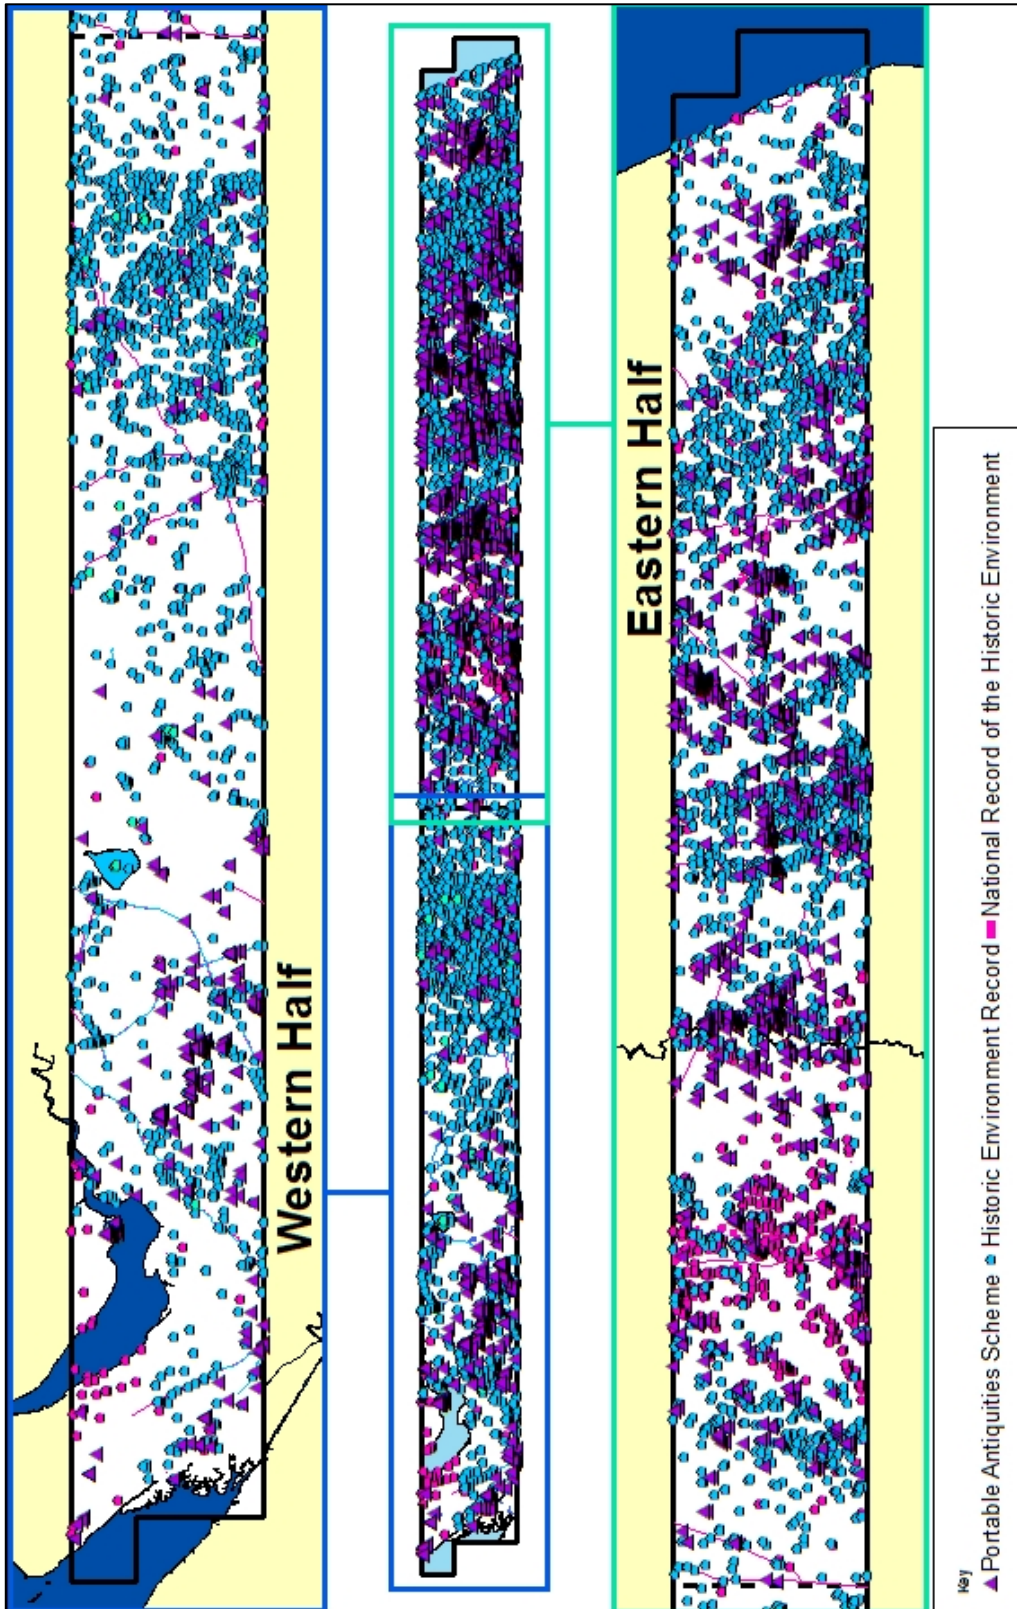 Western Half
Eastern Half
Key
Portable Antiquities Scheme Historic Environment Record National Record of the Historic Environment